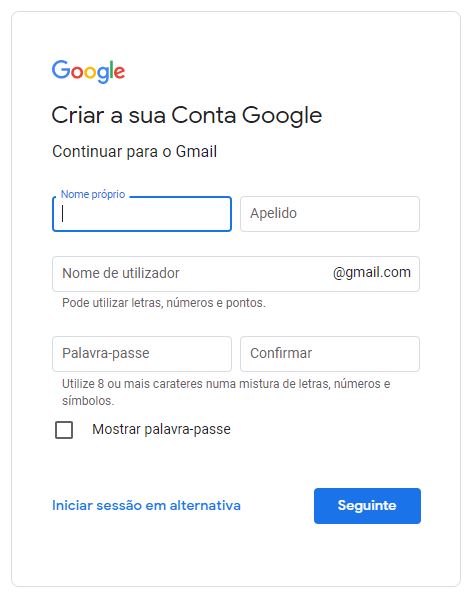 Google
Criar a sua Conta Google
Continuar para o Gmail
Nome próprio
Apelido
Nome de utilizador @gmail.com
Pode utilizar letras, números e pontos.
Palavra-passe Confirmar
Utilize 8 ou mais carateres numa mistura de letras, números e
símbolos.
Mostrar palavra-passe
Iniciar sessão em alternativa Seguinte